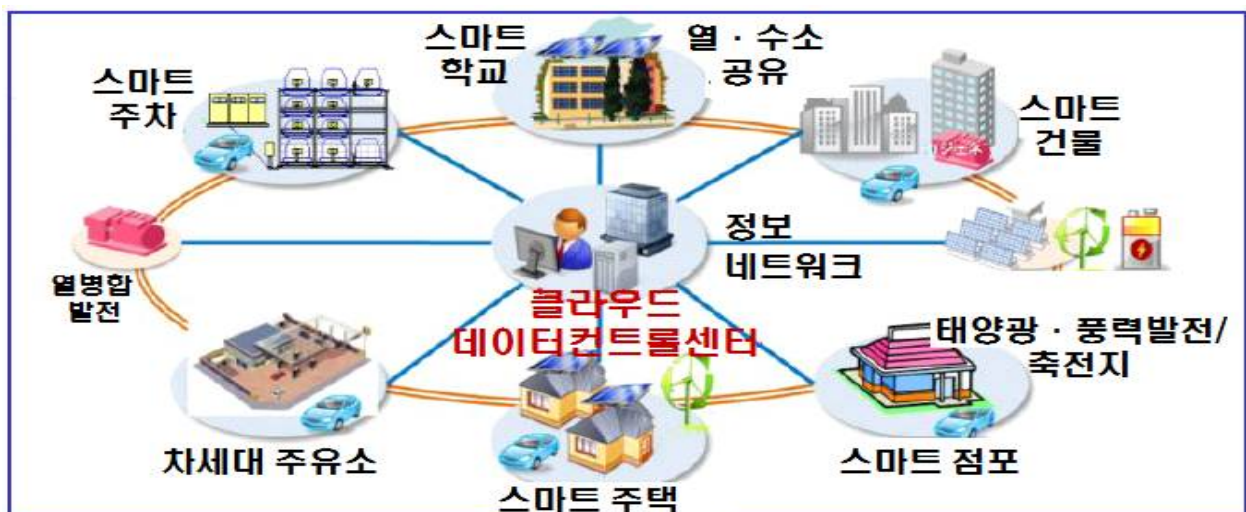 스마트
학교
열 · 수소
공유
스마트
주차
스마트
건물
정보
네트워크
열병합
발전
클라우드
데이터컨트롤센터
태양광 · 풍력발전/
축전지
차세대 주유소
스마트 주택
스마트 점포